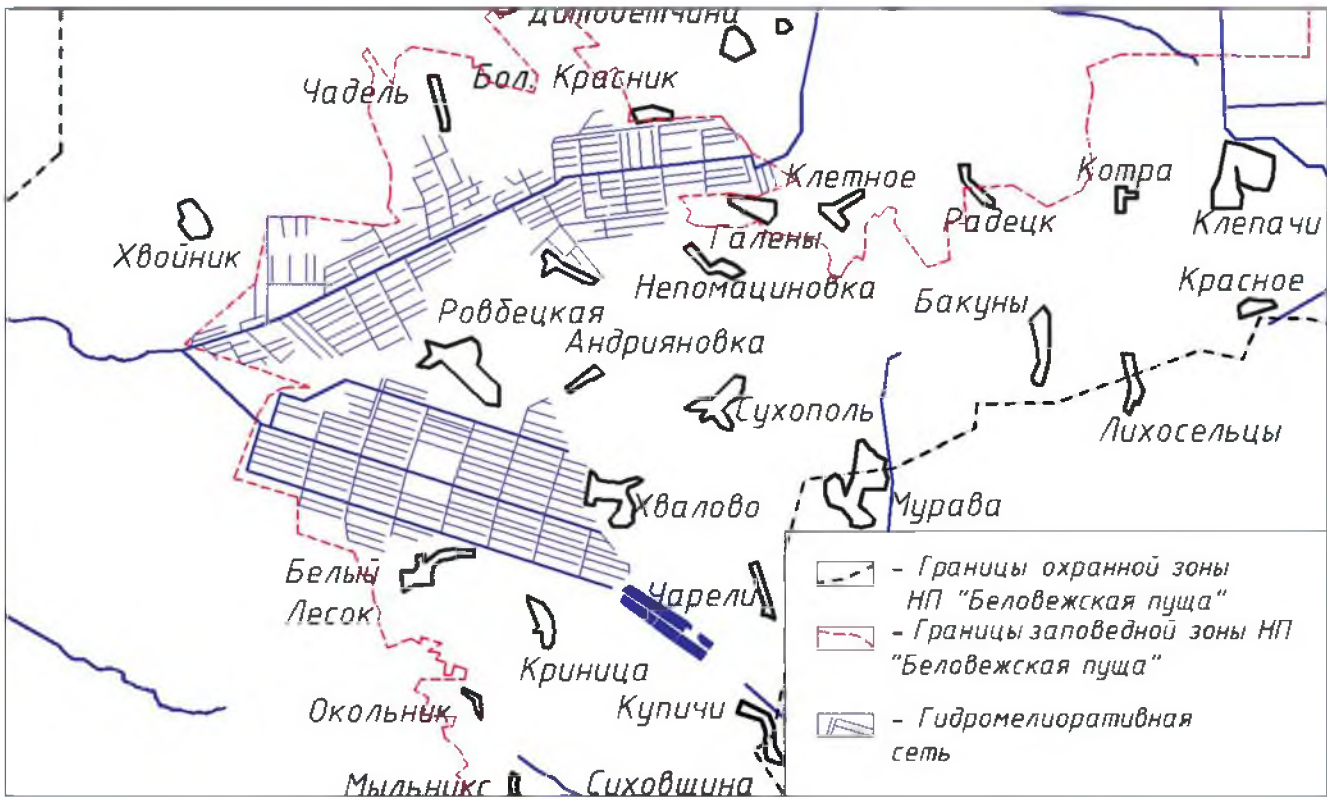 Чадель
Бол. Красник
Клетное
Котра
Радецк
Клепачи
Хвойник
Галены
Непомациновка
Бакуны
Красное
Ровбецкая
Андрияновка
Сухополь
Лихосельцы
Хвалово
Мурава
Белый
Лесок
Чарели
Криница
Окольник
Купичи
Мыльникс
Сиховщина
- Границы охранной зоны
НП "Беловежская пуща"
- Границы заповедной зоны НП
"Беловежская пуща"
- Гидромелиоративная
сеть